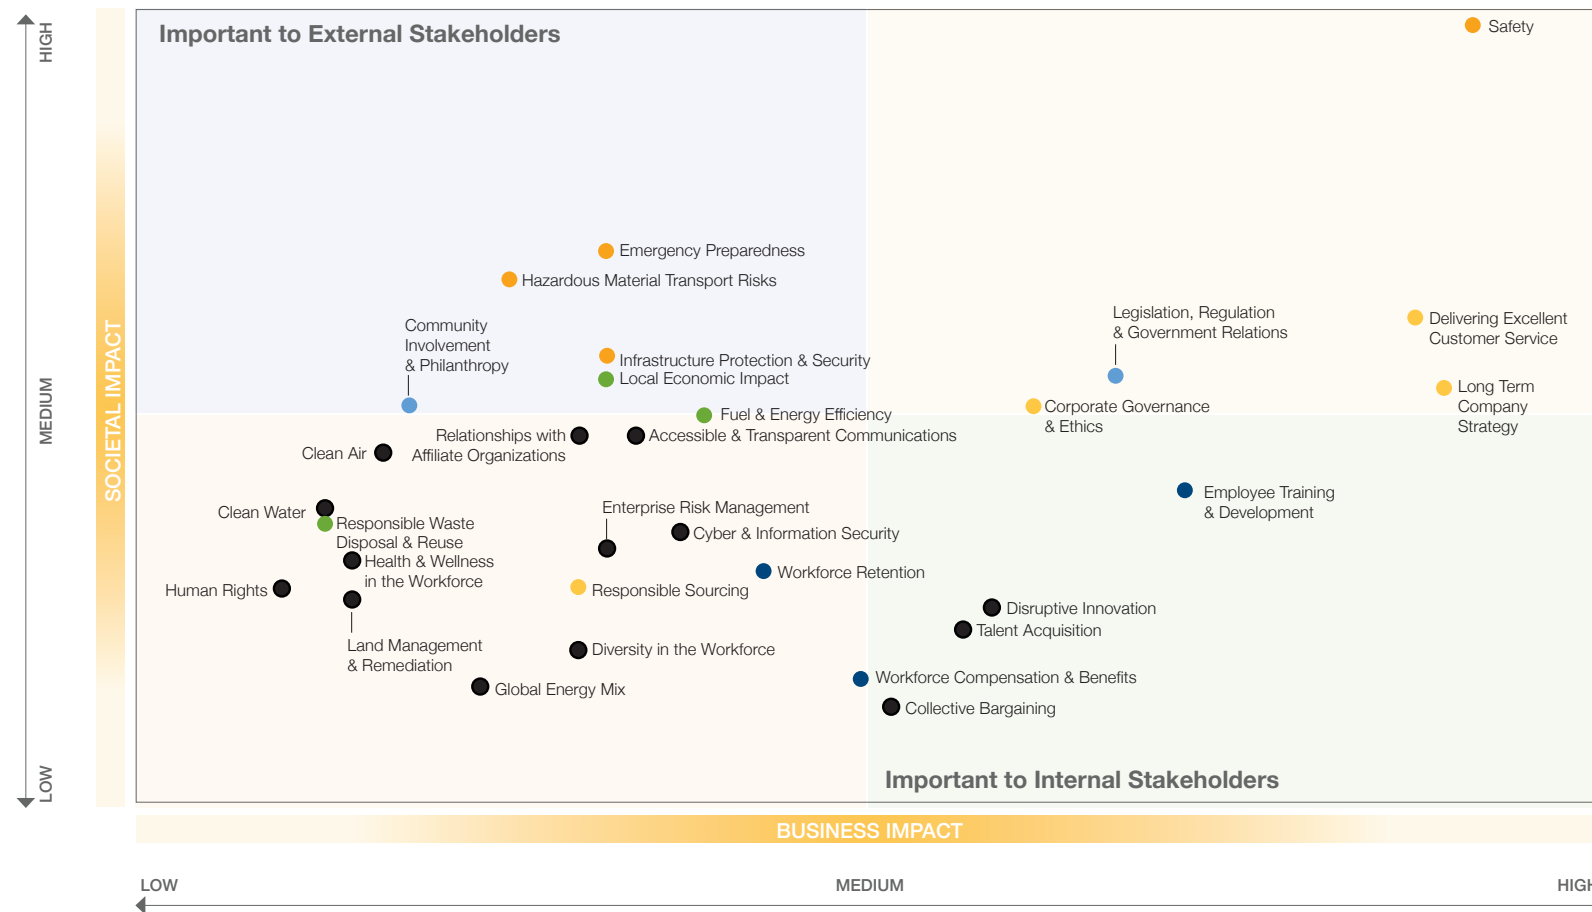 HIGH
MEDIUM
LOW
SOCIETAL IMPACT
Important to External Stakeholders
Safety
Emergency Preparedness
Hazardous Material Transport Risks
Community
Involvement
& Philanthropy
Infrastructure Protection & Security
Local Economic Impact
Legislation, Regulation
& Government Relations
Delivering Excellent
Customer Service
Long Term
Company
Strategy
Corporate Governance
& Ethics
Fuel & Energy Efficiency
Relationships with
Affiliate Organizations
Accessible & Transparent Communications
Clean Air
Employee Training
& Development
Clean Water
Responsible Waste
Disposal & Reuse
Enterprise Risk Management
Cyber & Information Security
Health & Wellness
in the Workforce
Workforce Retention
Human Rights
Responsible Sourcing
Disruptive Innovation
Talent Acquisition
Land Management
& Remediation
Diversity in the Workforce
Global Energy Mix
Workforce Compensation & Benefits
Collective Bargaining
Important to Internal Stakeholders
BUSINESS IMPACT
LOW
MEDIUM
HIGH